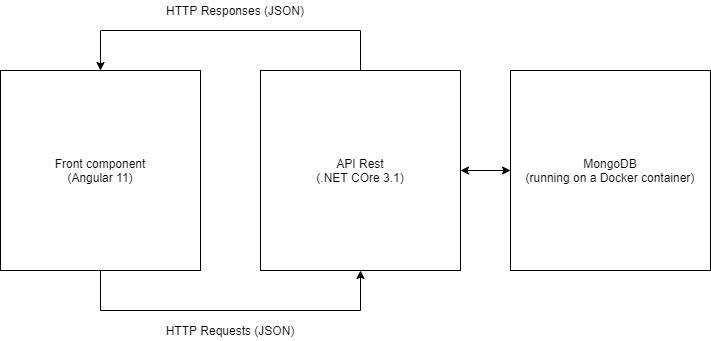 HTTP Responses (JSON)
Front component
(Angular 11)
API Rest
(.NET COre 3.1)
MongoDB
(running on a Docker container)
HTTP Requests (JSON)